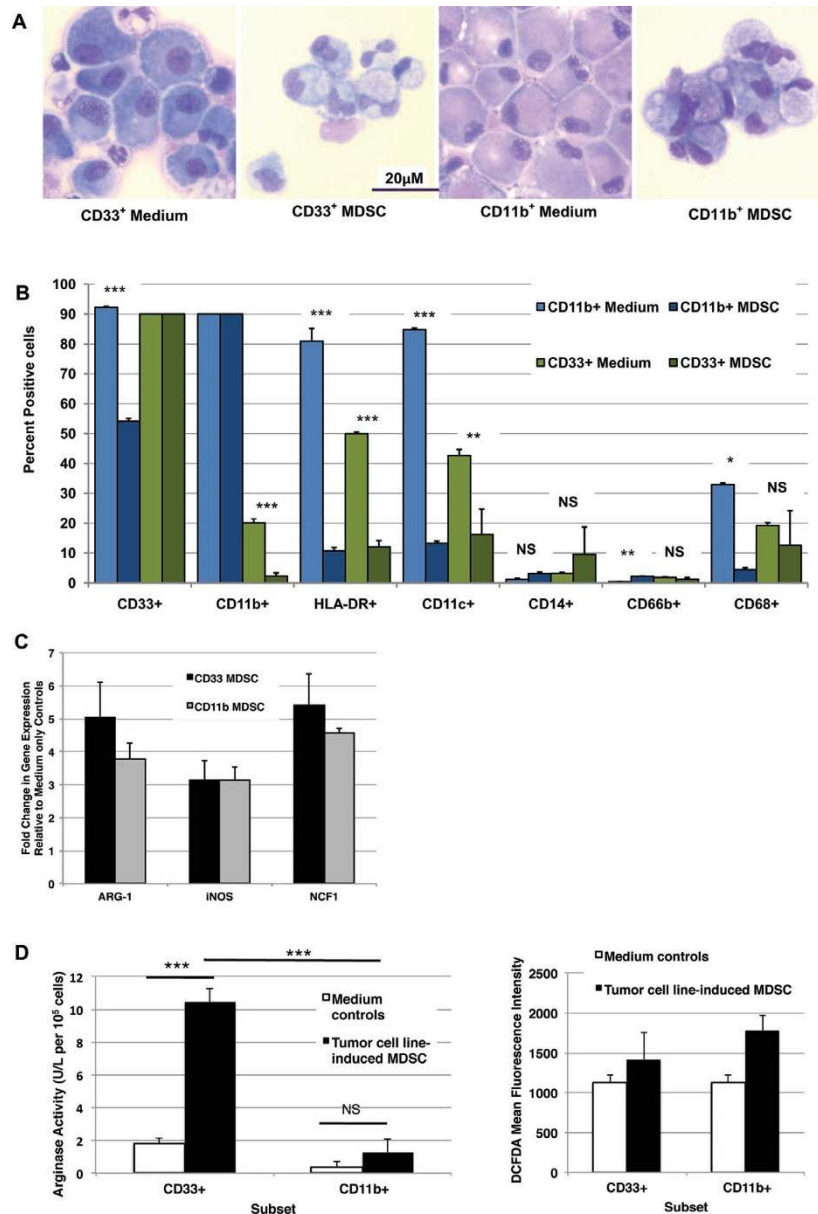 A
20µM
CD33+ Medium
CD33+ MDSC
CD11b+ Medium
CD11b+ MDSC
B
Percent Positive cells
100
90
80
70
60
50
40
30
20
10
0
***
***
***
***
***
**
NS
NS
**
NS
*
NS
CD11b+ Medium
CD11b+ MDSC
CD33+ Medium
CD33+ MDSC
CD33+
CD11b+
HLA-DR+
CD11c+
CD14+
CD66b+
CD68+
C
Fold Change in Gene Expression
Relative to Medium only Controls
7
6
5
4
3
2
1
0
CD33 MDSC
CD11b MDSC
ARG-1
iNOS
NCF1
D
Arginase Activity (U/L per 10⁵ cells)
12
10
8
6
4
2
0
***
***
NS
Medium
controls
Tumor cell line-
induced MDSC
CD33+
CD11b+
Subset
DCFDA Mean Fluorescence Intensity
2500
2000
1500
1000
500
0
Medium controls
Tumor cell line-induced MDSC
CD33+
CD11b+
Subset